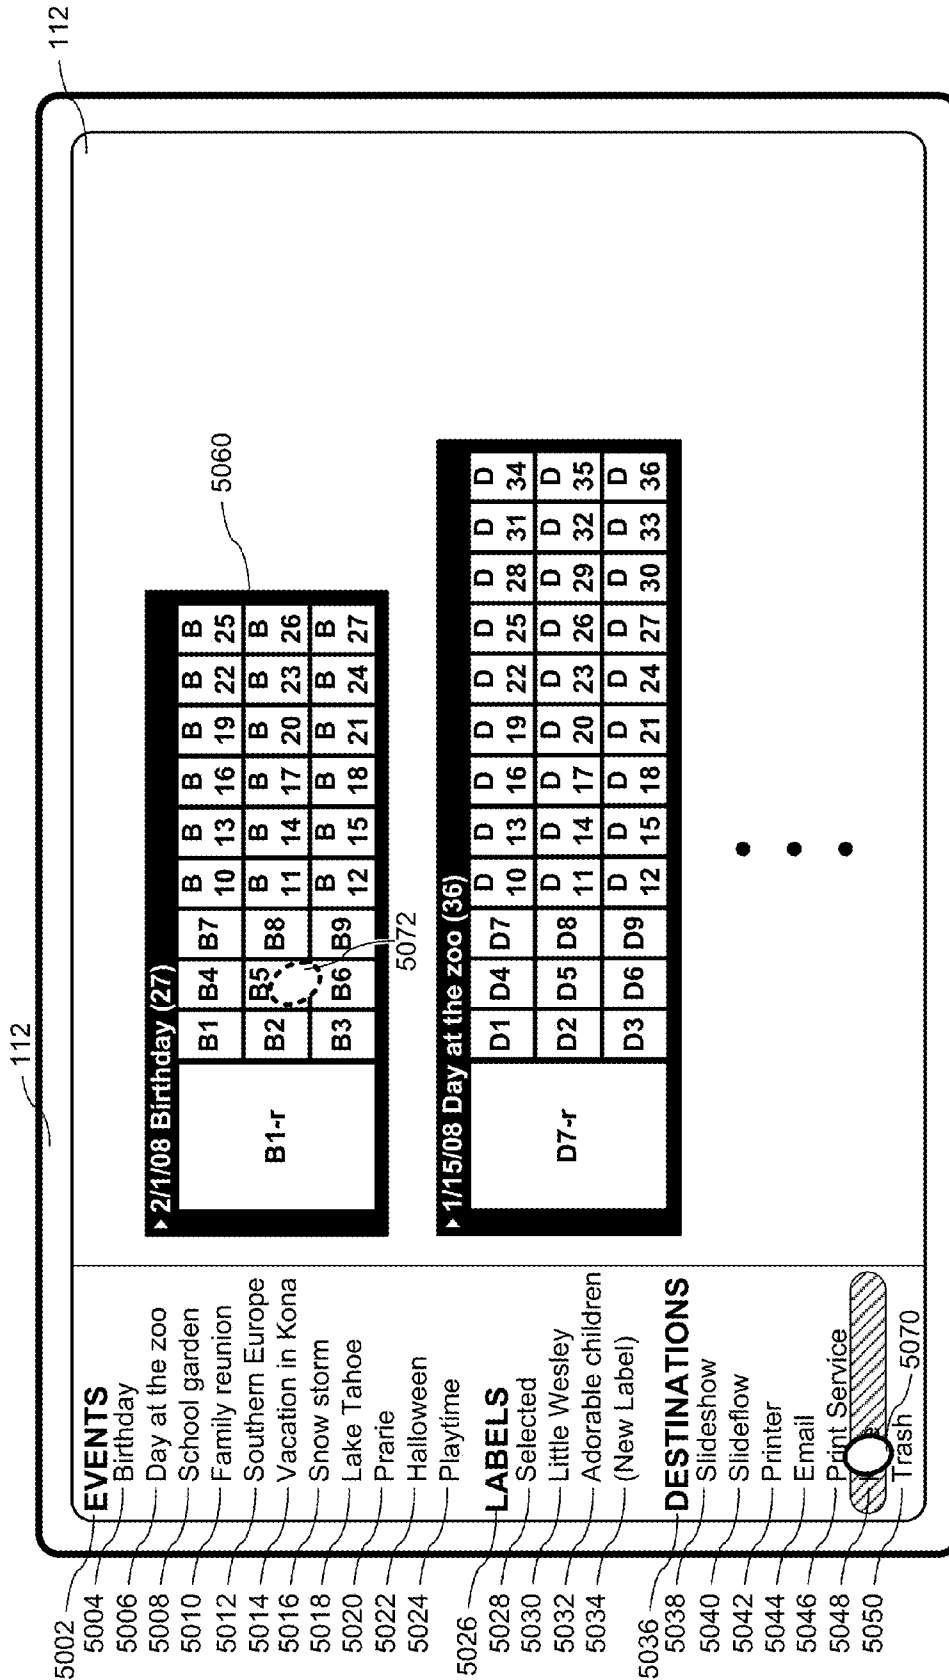 112
112
5002 EVENTS
5004 Birthday
5006 Day at the zoo
5008 School garden
5010 Family reunion
5012 Southern Europe
5014 Vacation in Kona
5016 Snow storm
5018 Lake Tahoe
5020 Prarie
5022 Halloween
5024 Playtime
5026 LABELS
5028 Selected
5030 Little Wesley
5032 Adorable children
5034 (New Label)
5036 DESTINATIONS
5038 Slideshow
5040 Slideflow
5042 Printer
5044 Email
5046 Print Service
5048
5050 Trash
5070
2/1/08 Birthday (27)
5060
B1-r
B1 B4 B7 B 10 B 13 B 16 B 19 B 22 B 25
B2 B5 B8 B 11 B 14 B 17 B 20 B 23 B 26
B3 B6 B9 B 12 B 15 B 18 B 21 B 24 B 27
5072
1/15/08 Day at the zoo (36)
D7-r
D1 D4 D7 D 10 D 13 D 16 D 19 D 22 D 25 D 28 D 31 D 34
D2 D5 D8 D 11 D 14 D 17 D 20 D 23 D 26 D 29 D 32 D 35
D3 D6 D9 D 12 D 15 D 18 D 21 D 24 D 27 D 30 D 33 D 36